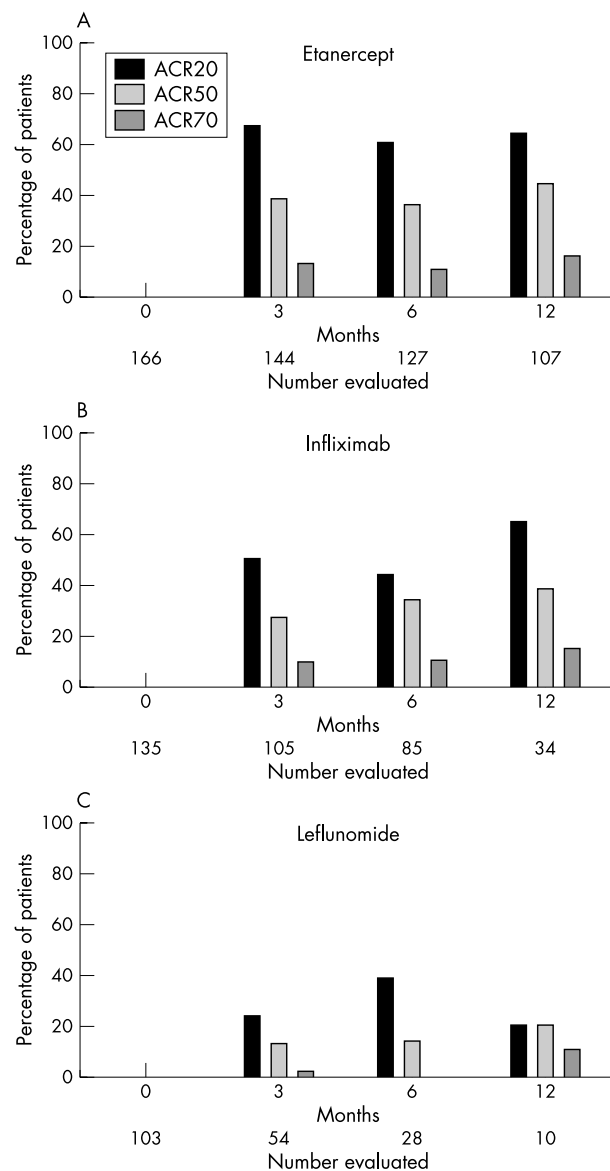 A
Etanercept
ACR20
ACR50
ACR70
Percentage of patients
100
80
60
40
20
0
0 3 6 12
Months
166 144 127 107
Number evaluated
B
Infliximab
Percentage of patients
100
80
60
40
20
0
0 3 6 12
Months
135 105 85 34
Number evaluated
C
Leflunomide
Percentage of patients
100
80
60
40
20
0
0 3 6 12
Months
103 54 28 10
Number evaluated